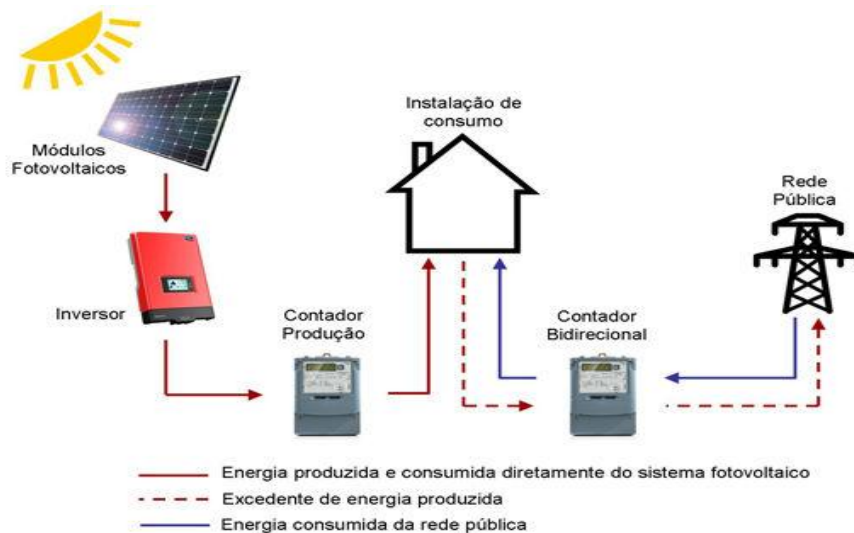 Instalação de
consumo
Módulos
Fotovoltaicos
Rede
Pública
Inversor
Contador
Produção
Contador
Bidirecional
Energia produzida e consumida diretamente do sistema fotovoltaico
Excedente de energia produzida
Energia consumida da rede pública